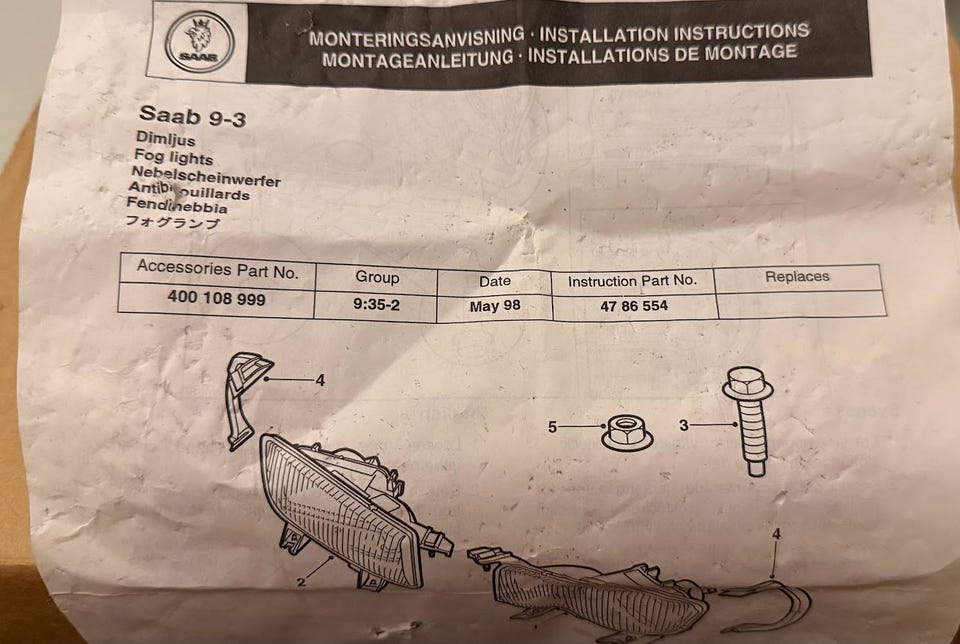 SAAB
MONTERINGSANVISNING · INSTALLATION INSTRUCTIONS
MONTAGEANLEITUNG · INSTALLATIONS DE MONTAGE
Saab 9-3
Dimljus
Fog lights
Nebelscheinwerfer
Antibrouillards
Fendinebbia
フォグランプ
Accessories Part No. Group Date Instruction Part No. Replaces
400 108 999 9:35-2 May 98 47 86 554
4
5 3
2
4